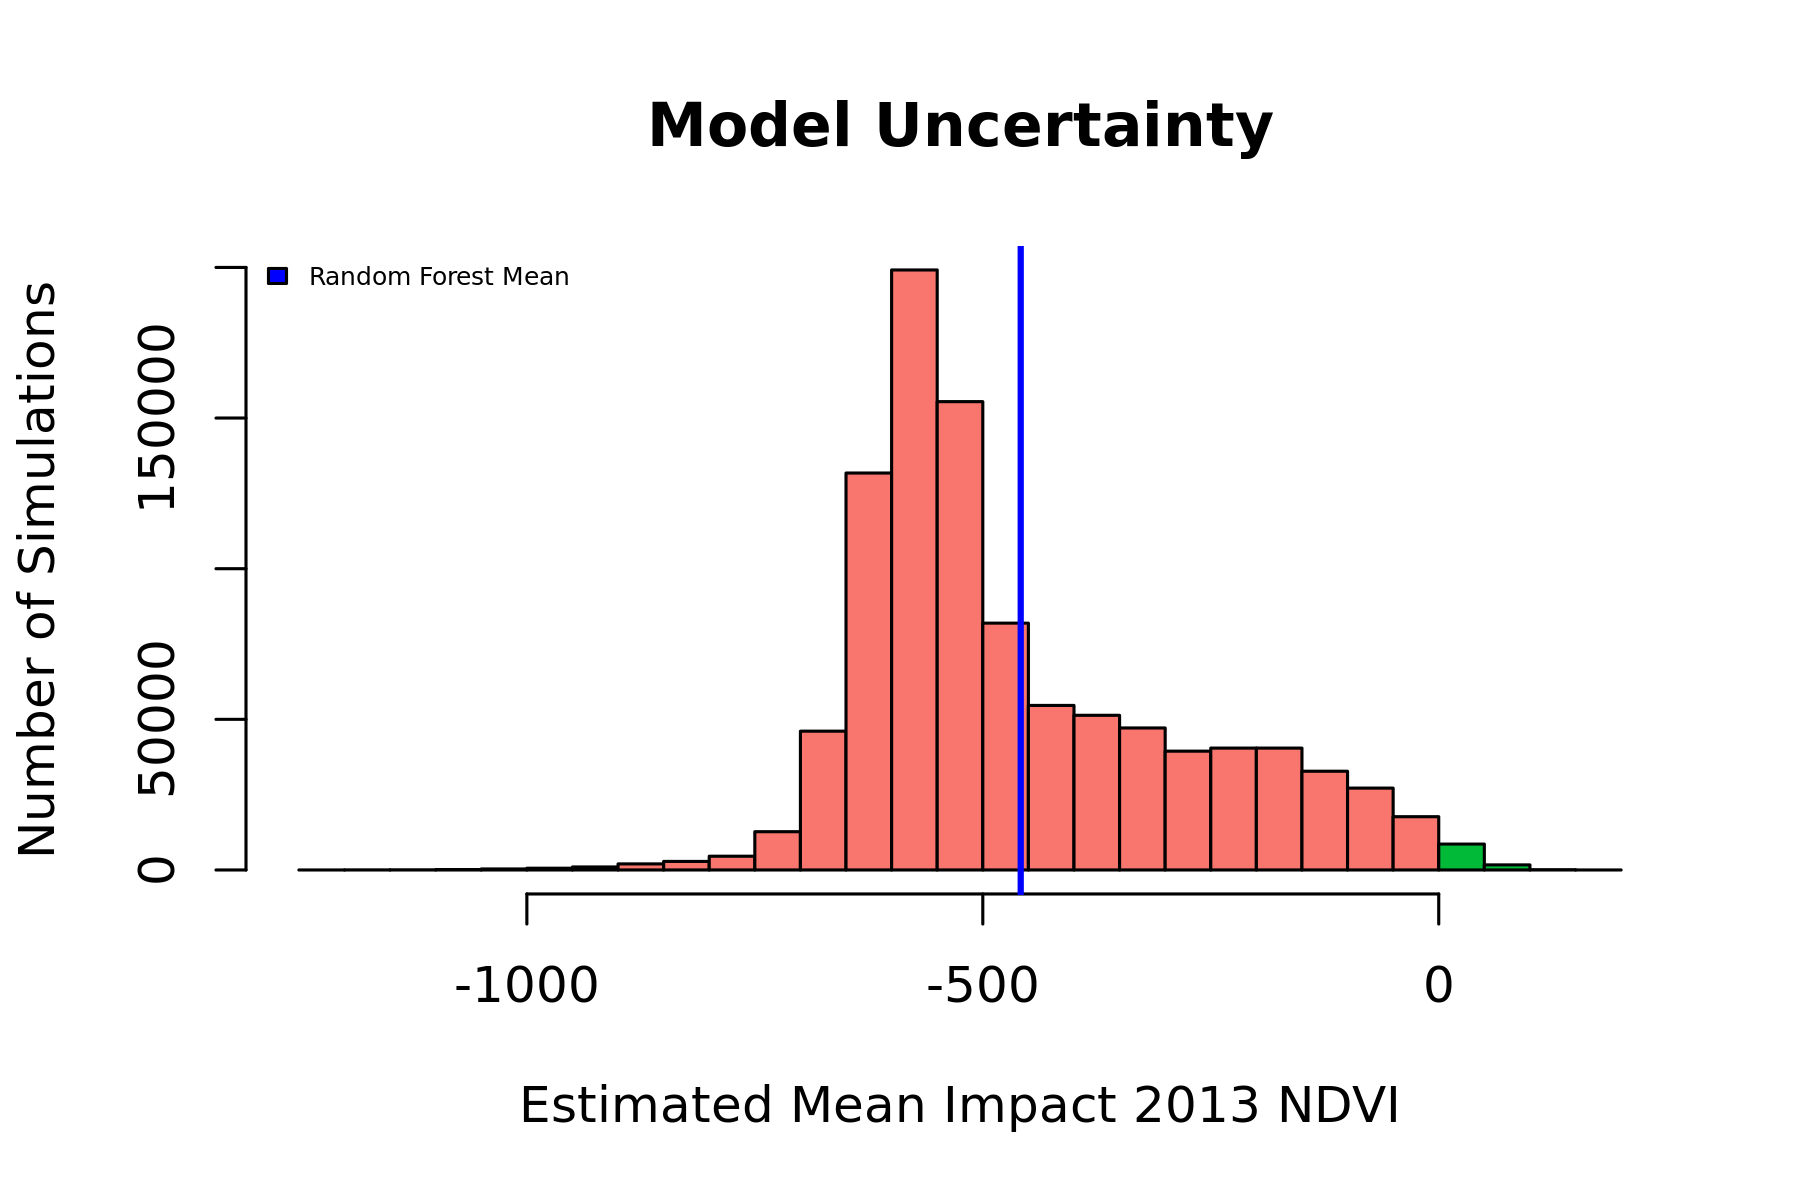 Model Uncertainty
Random Forest Mean
Number of Simulations
150000
50000
0
-1000
-500
0
Estimated Mean Impact 2013 NDVI